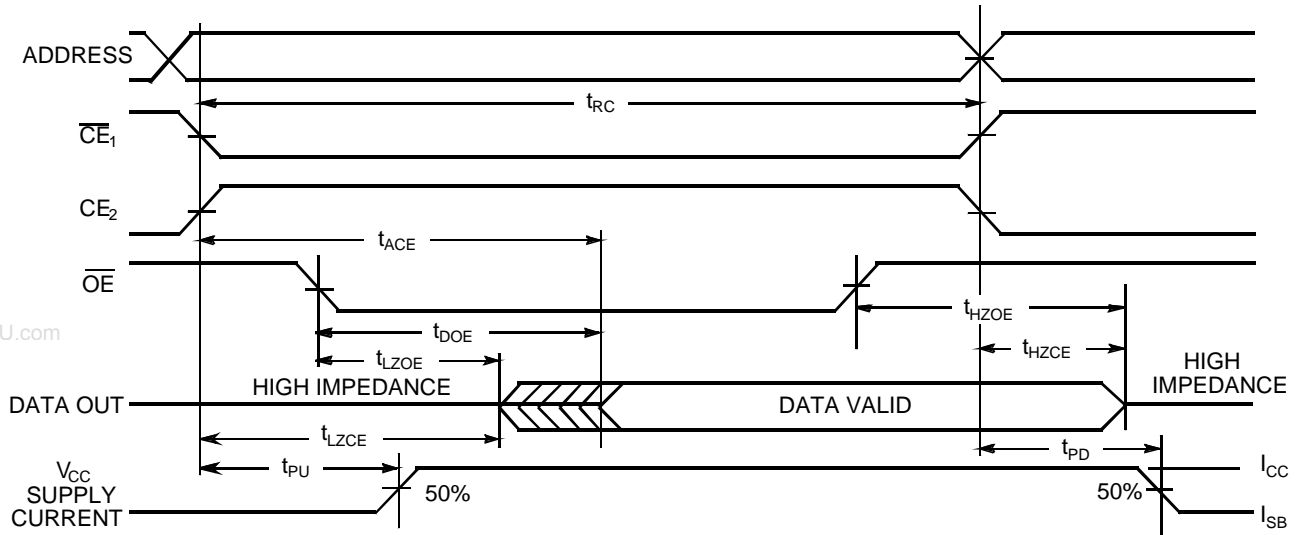 ADDRESS
tRC
CE1
CE2
tACE
OE
tHZOE
tDOE
U.com
tLZOE
tHZCE
HIGH IMPEDANCE
HIGH
IMPEDANCE
DATA OUT
DATA VALID
tLZCE
tPU
tPD
VCC
SUPPLY
CURRENT
50%
50%
ICC
ISB